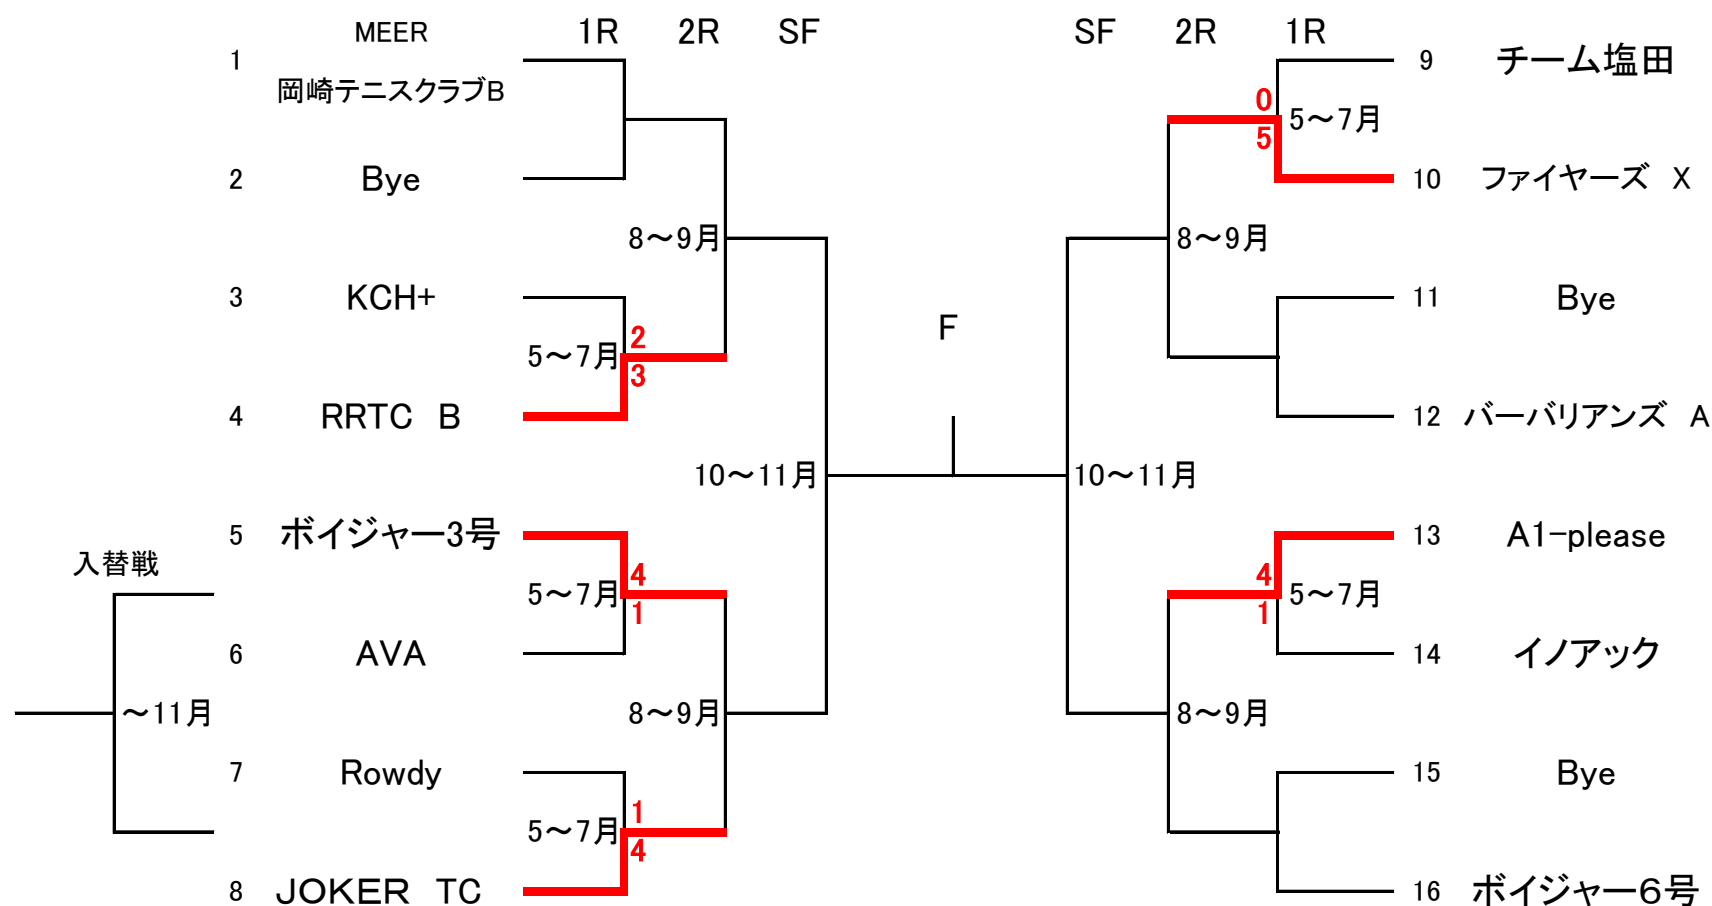 MEER 1R 2R SF SF 2R 1R
1 9 チーム塩田
岡崎テニスクラブB 0 5～7月
5
2 Bye 10 ファイヤーズ X
8～9月 8～9月
3 KCH+ 11 Bye
F
5～7月 2
3
4 RRTC B 12 バーバリアンズ A
10～11月 10～11月
5 ボイジャー3号 13 A1-please
入替戦
5～7月 4 4 5～7月
1 1
6 AVA 14 イノアック
～11月 8～9月 8～9月
7 Rowdy 15 Bye
5～7月 1
4
8 JOKER TC 16 ボイジャー6号